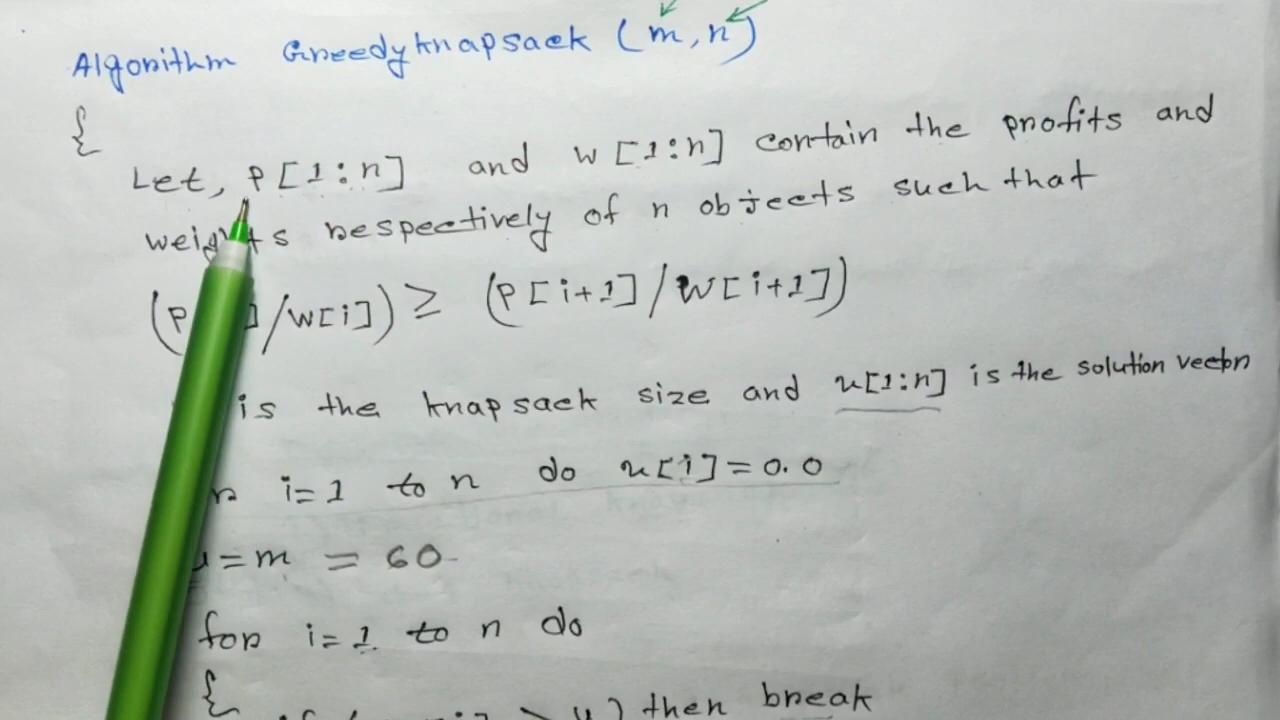 Algorithm Greedyknapsack (m,n)
{
Let, P[1:n] and w[1:n] contain the profits and
weights respectively of n objects such that
(P /w[i]) ≥ (P[i+1]/W[i+1])
is the knapsack size and x[1:n] is the solution vector
i=1 to n do x[i]=0.0
=m = 60
for i=1 to n do
{
then break